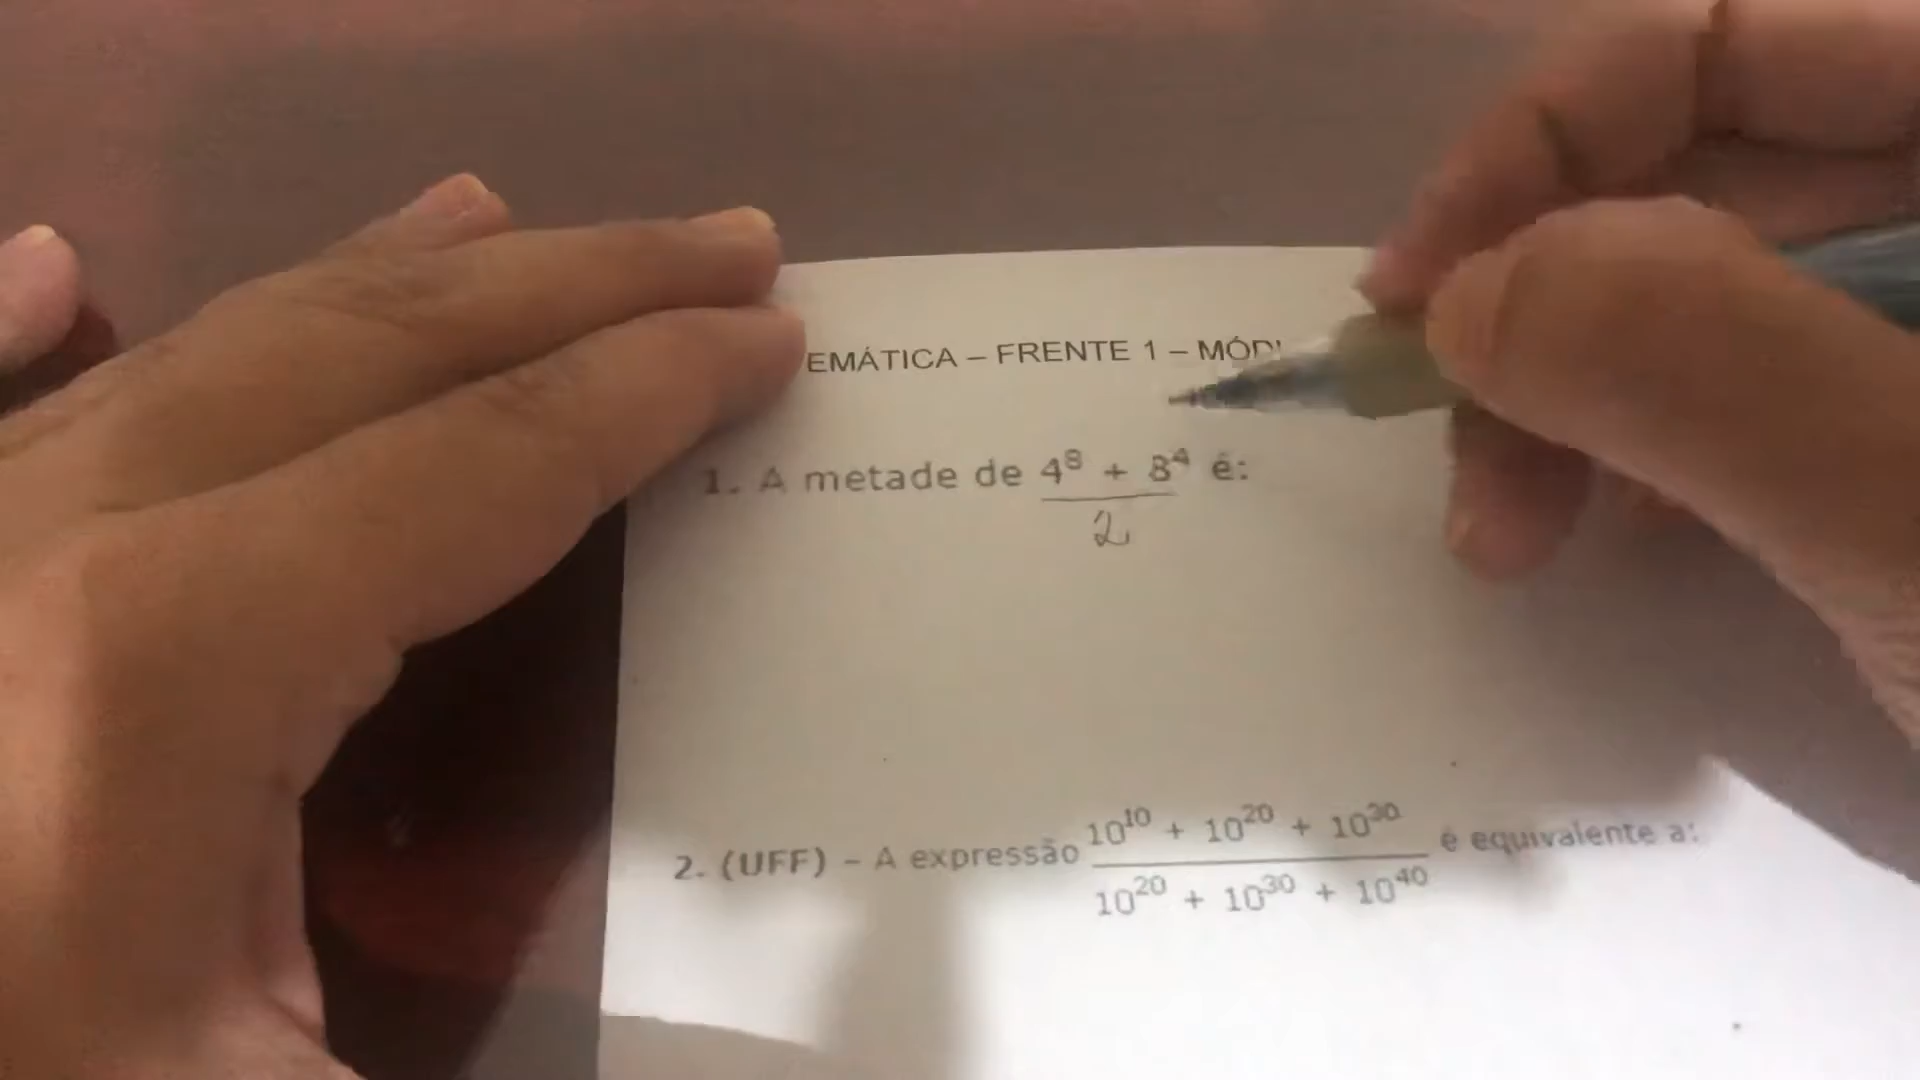 EMÁTICA – FRENTE 1 – MÓD
1. A metade de 4⁸ + 8⁴ é:
2
2. (UFF) – A expressão 10¹⁰ + 10²⁰ + 10³⁰ é equivalente a:
10²⁰ + 10³⁰ + 10⁴⁰